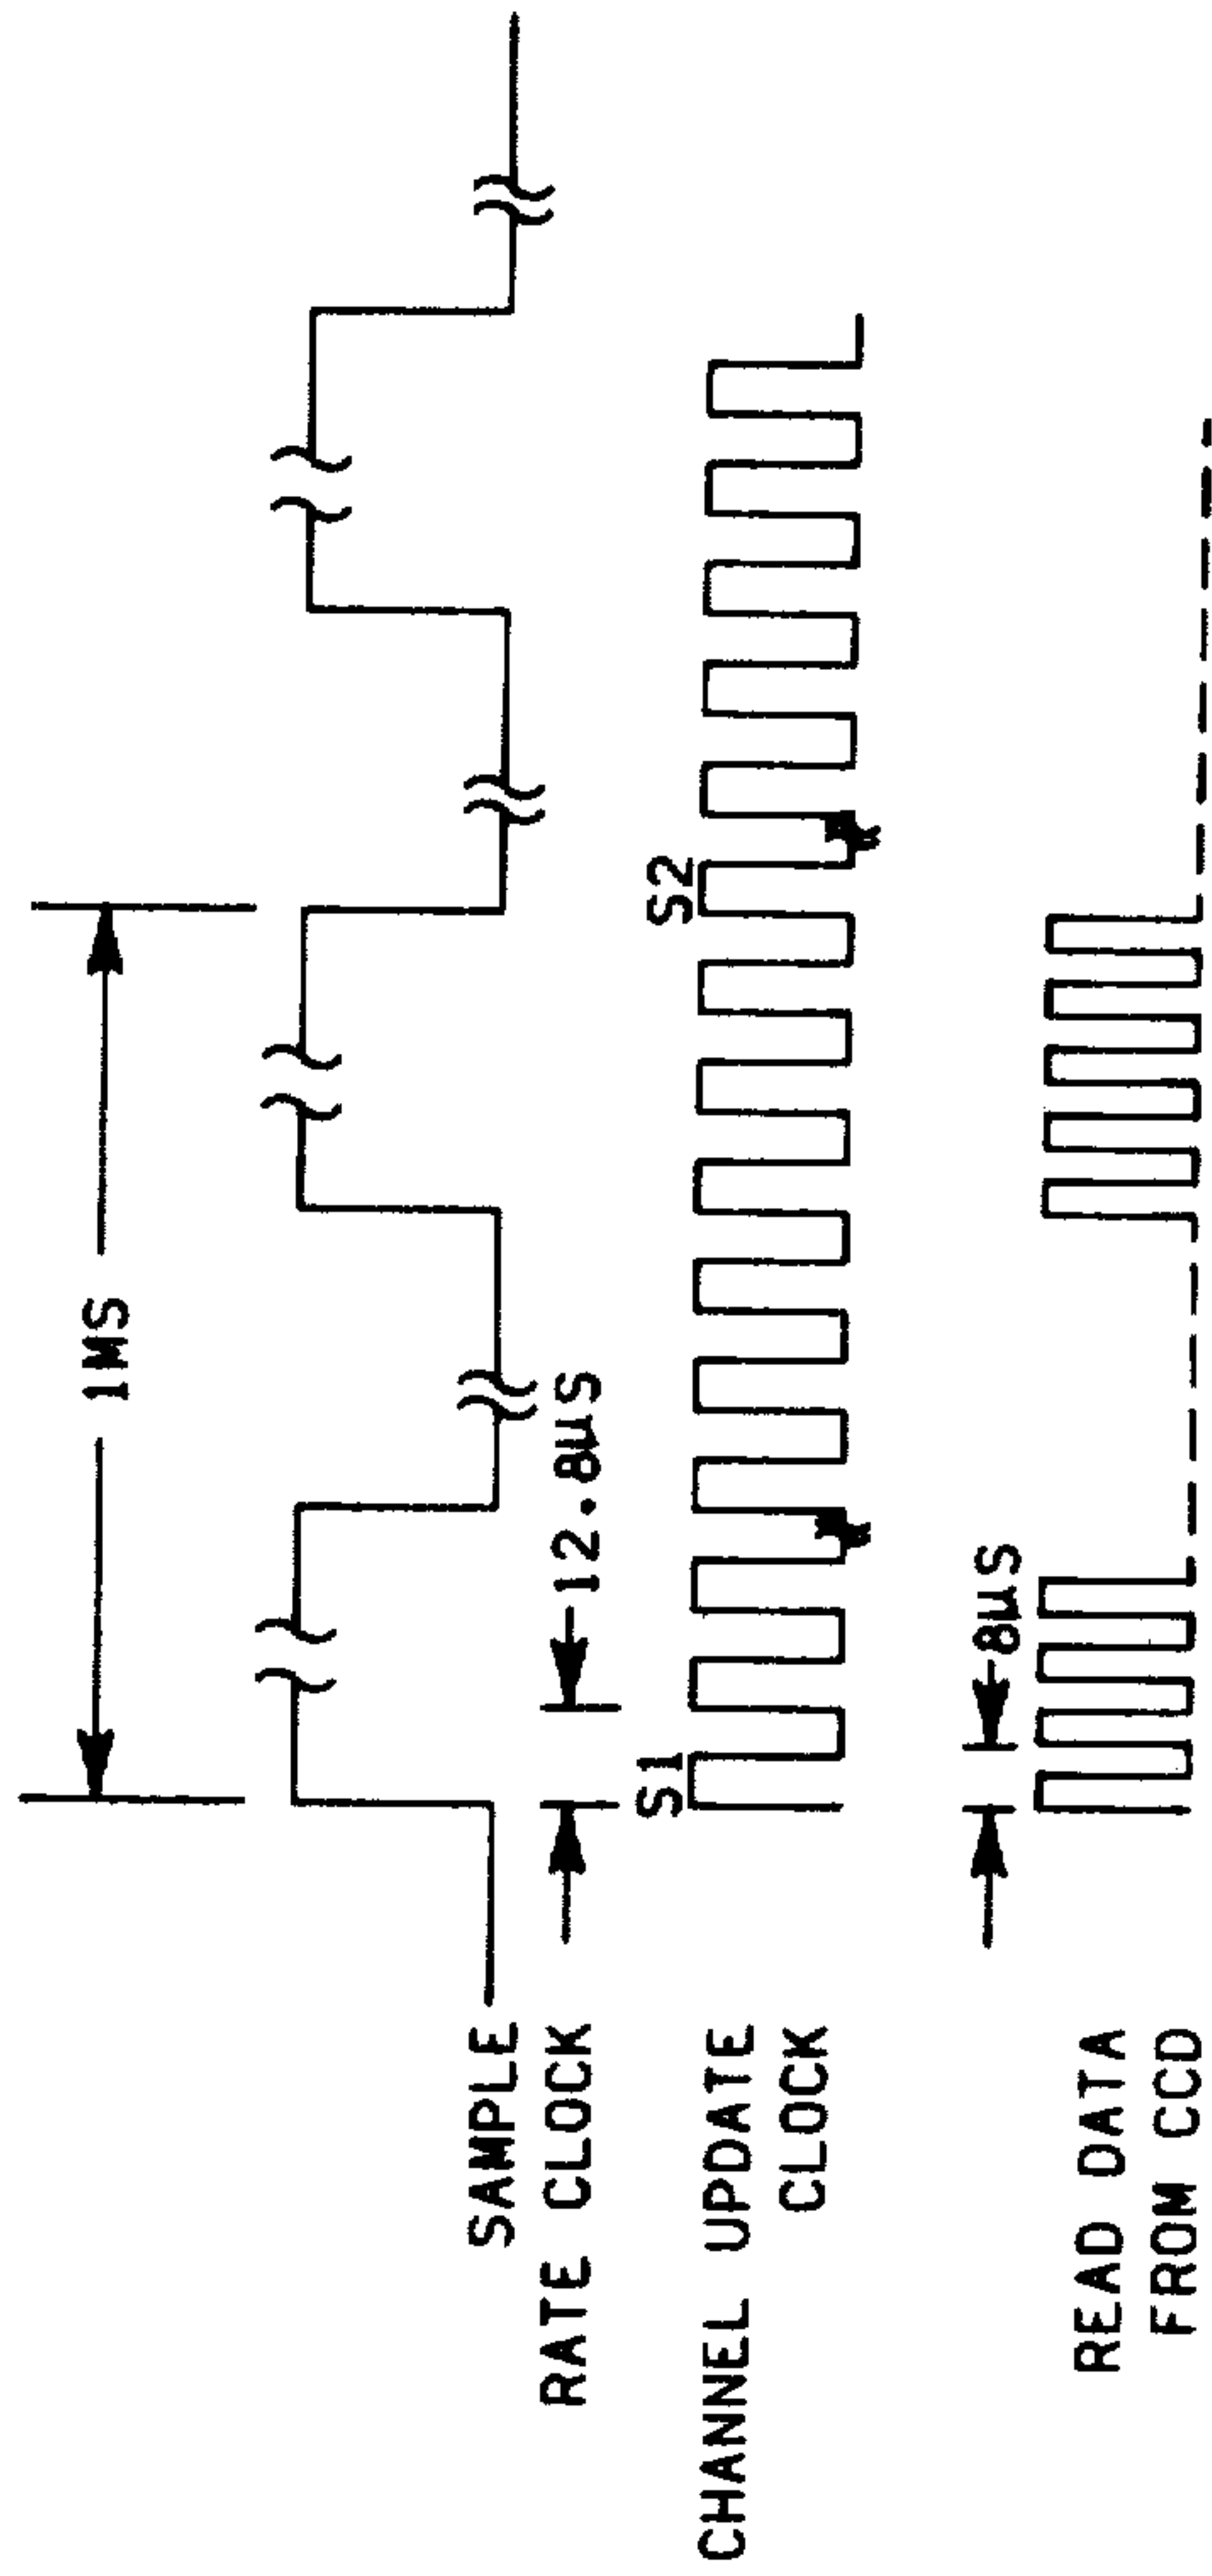 1MS
SAMPLE
RATE CLOCK
12.8µS
S1
S2
CHANNEL UPDATE
CLOCK
8µS
READ DATA
FROM CCD